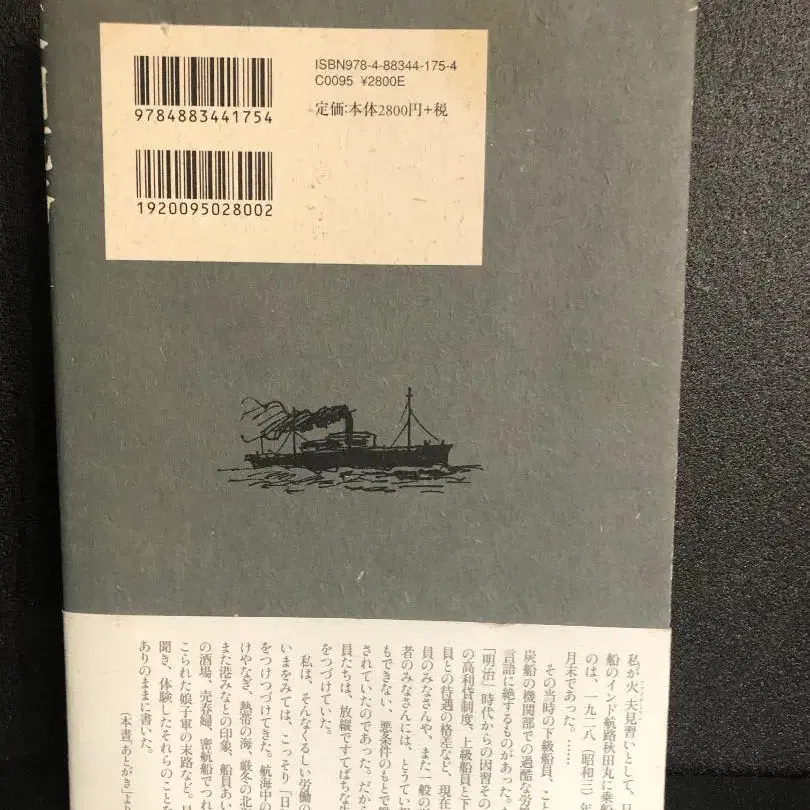 ISBN978-4-88344-175-4
C0095 ¥2800E
9784883441754
定価:本体2800円+税
1920095028002
私が火夫見習いとして、
船のインド航路秋田丸に乗船
のは、一九二八(昭和三)年
月末であった。……
その当時の下級船員、こと
炭船の機関部での過酷な労
言語に絶するものがあった。
「明治」時代からの因習その
の高利貸制度、上級船員と下
員との待遇の格差など、現在
員のみなさんや、また一般の
者のみなさんには、とうてい
もできない、悪条件のもとで
されていたのであった。だか
員たちは、放縦ですてばちな
をつづけていた。
私は、そんなくるしい労働の
いまをみては、こっそり「日
をつけつづけてきた。航海中の
けやなぎ、熱帯の海、厳冬の北
また港みなとの印象、船員あい
の酒場、売春婦、密航船でつれ
こられた娘子軍の末路など。
聞き、体験したそれらのことを
ありのままに書いた。
(本書「あとがき」より